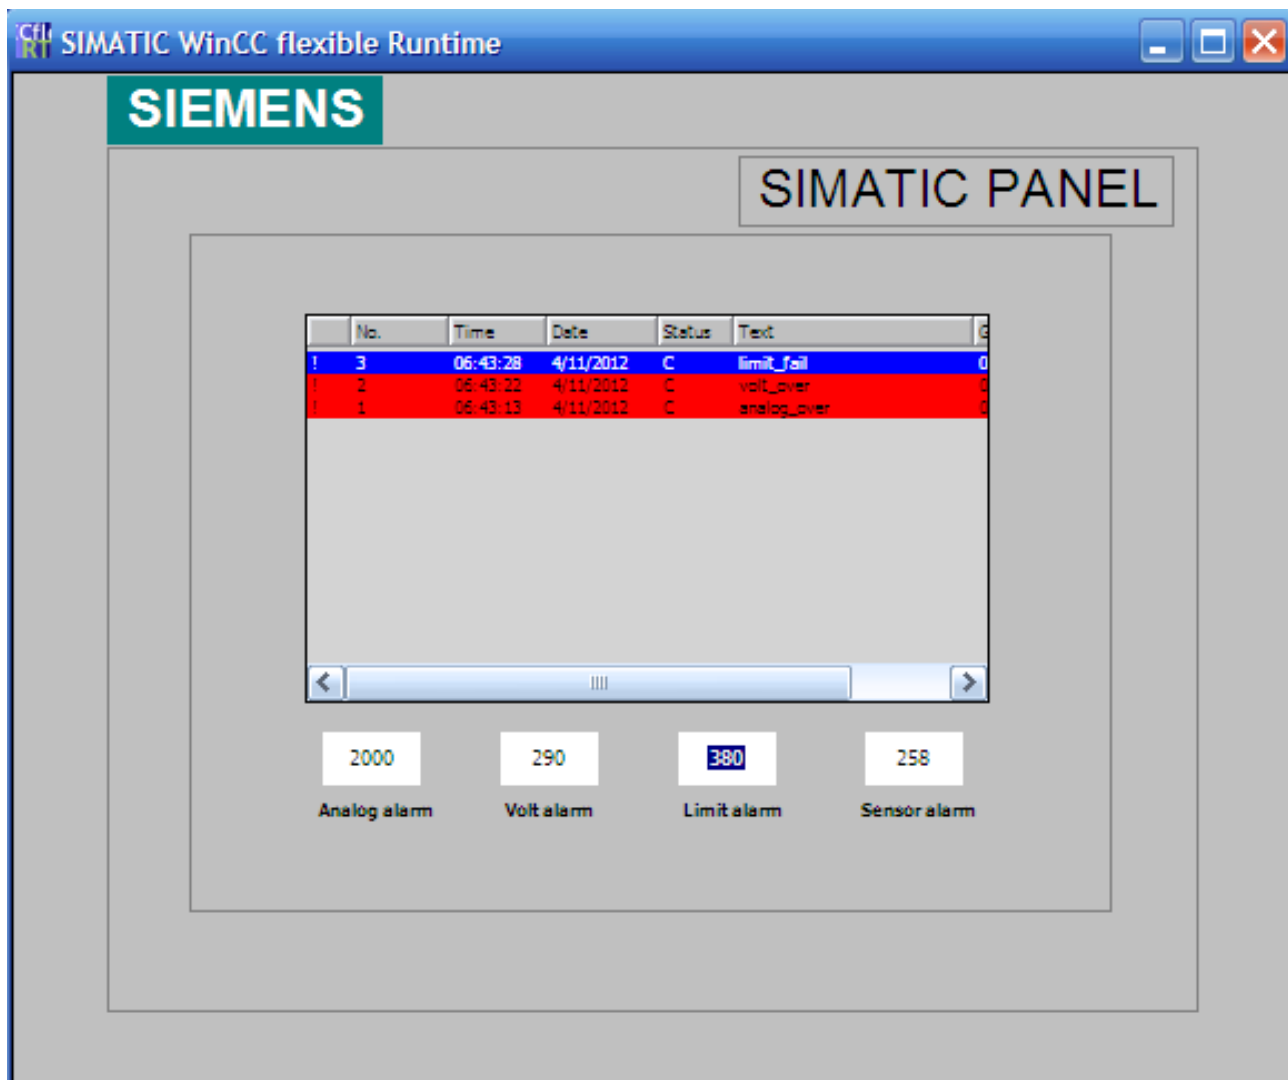 SIMATIC WinCC flexible Runtime
SIEMENS
SIMATIC PANEL
No. Time Date Status Text G
! 3 06:43:28 4/11/2012 C limit_fail 0
! 2 06:43:22 4/11/2012 C volt_over 0
! 1 06:43:13 4/11/2012 C analog_over 0
2000 290 380 258
Analog alarm Volt alarm Limit alarm Sensor alarm